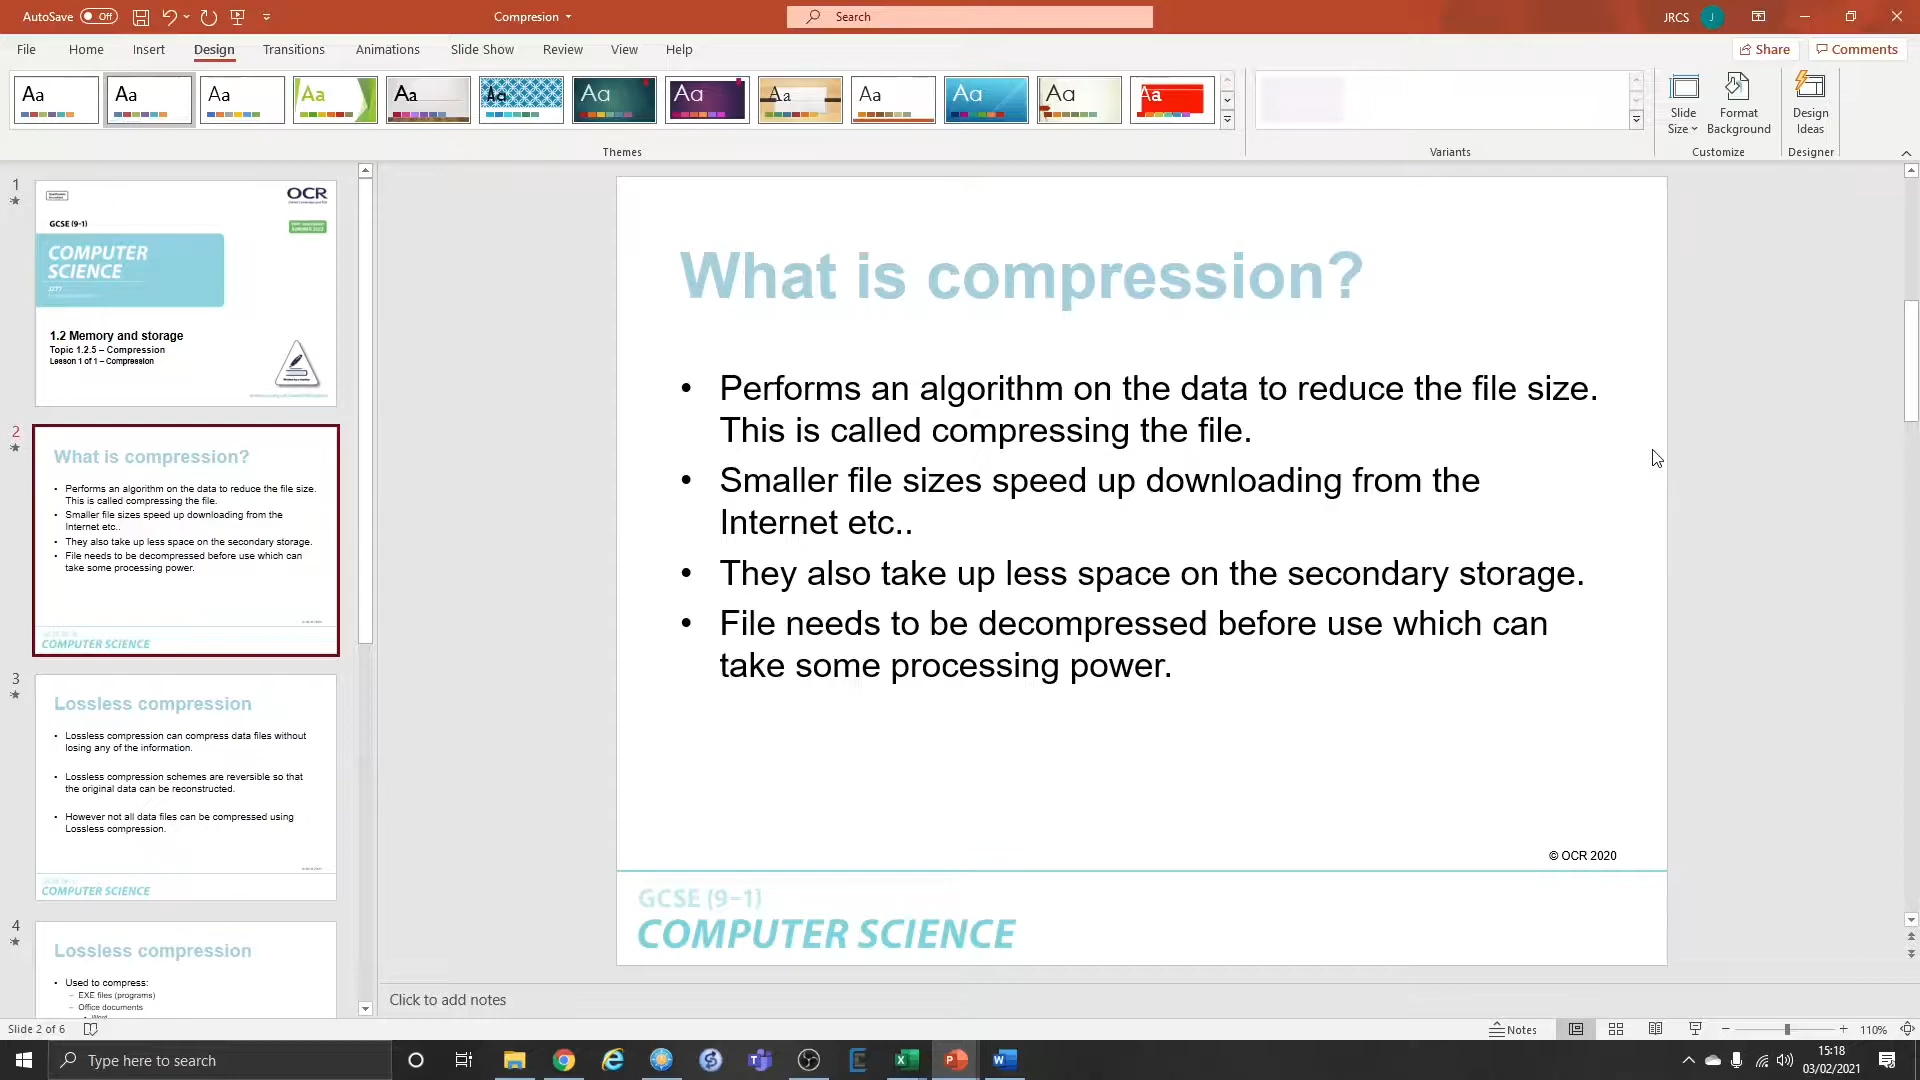 AutoSave Off
Compresion
Search
JRCS J
File Home Insert Design Transitions Animations Slide Show Review View Help
Share Comments
Aa Aa Aa Aa Aa Aa Aa Aa Aa Aa Aa Aa Aa
Slide Size
Format Background
Design Ideas
Themes Variants Customize Designer
1
OCR
GCSE (9-1)
COMPUTER
SCIENCE
J277
1.2 Memory and storage
Topic 1.2.5 – Compression
Lesson 1 of 1 – Compression
2
What is compression?
• Performs an algorithm on the data to reduce the file size.
This is called compressing the file.
• Smaller file sizes speed up downloading from the
Internet etc..
• They also take up less space on the secondary storage.
• File needs to be decompressed before use which can
take some processing power.
COMPUTER SCIENCE
3
Lossless compression
• Lossless compression can compress data files without
losing any of the information.
• Lossless compression schemes are reversible so that
the original data can be reconstructed.
• However not all data files can be compressed using
Lossless compression.
COMPUTER SCIENCE
4
Lossless compression
• Used to compress:
– EXE files (programs)
– Office documents
What is compression?
• Performs an algorithm on the data to reduce the file size.
This is called compressing the file.
• Smaller file sizes speed up downloading from the
Internet etc..
• They also take up less space on the secondary storage.
• File needs to be decompressed before use which can
take some processing power.
© OCR 2020
GCSE (9–1)
COMPUTER SCIENCE
Click to add notes
Slide 2 of 6
Notes
110%
Type here to search
15:18
03/02/2021